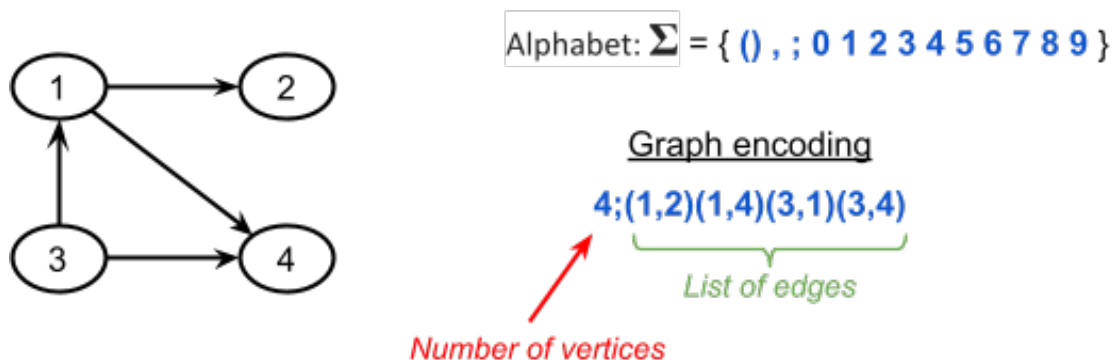 Alphabet: Σ = { () , ; 0 1 2 3 4 5 6 7 8 9 }
1
2
3
4
Graph encoding
4;(1,2)(1,4)(3,1)(3,4)
List of edges
Number of vertices